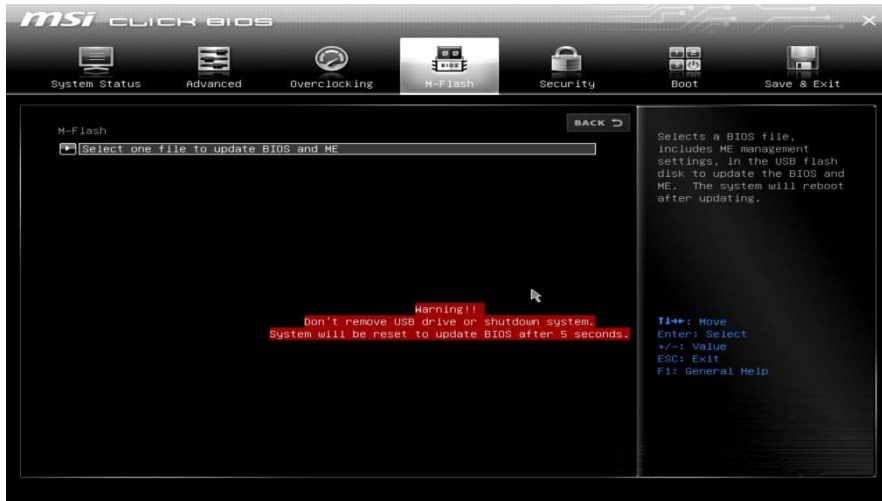 msi CLICK BIOS
System Status
Advanced
Overclocking
M-Flash
Security
Boot
Save & Exit
M-Flash
BACK
Select one file to update BIOS and ME
Warning!!
Don't remove USB drive or shutdown system.
System will be reset to update BIOS after 5 seconds.
Selects a BIOS file,
includes ME management
settings, in the USB flash
disk to update the BIOS and
ME. The system will reboot
after updating.
↑↓→←: Move
Enter: Select
+/-: Value
ESC: Exit
F1: General Help